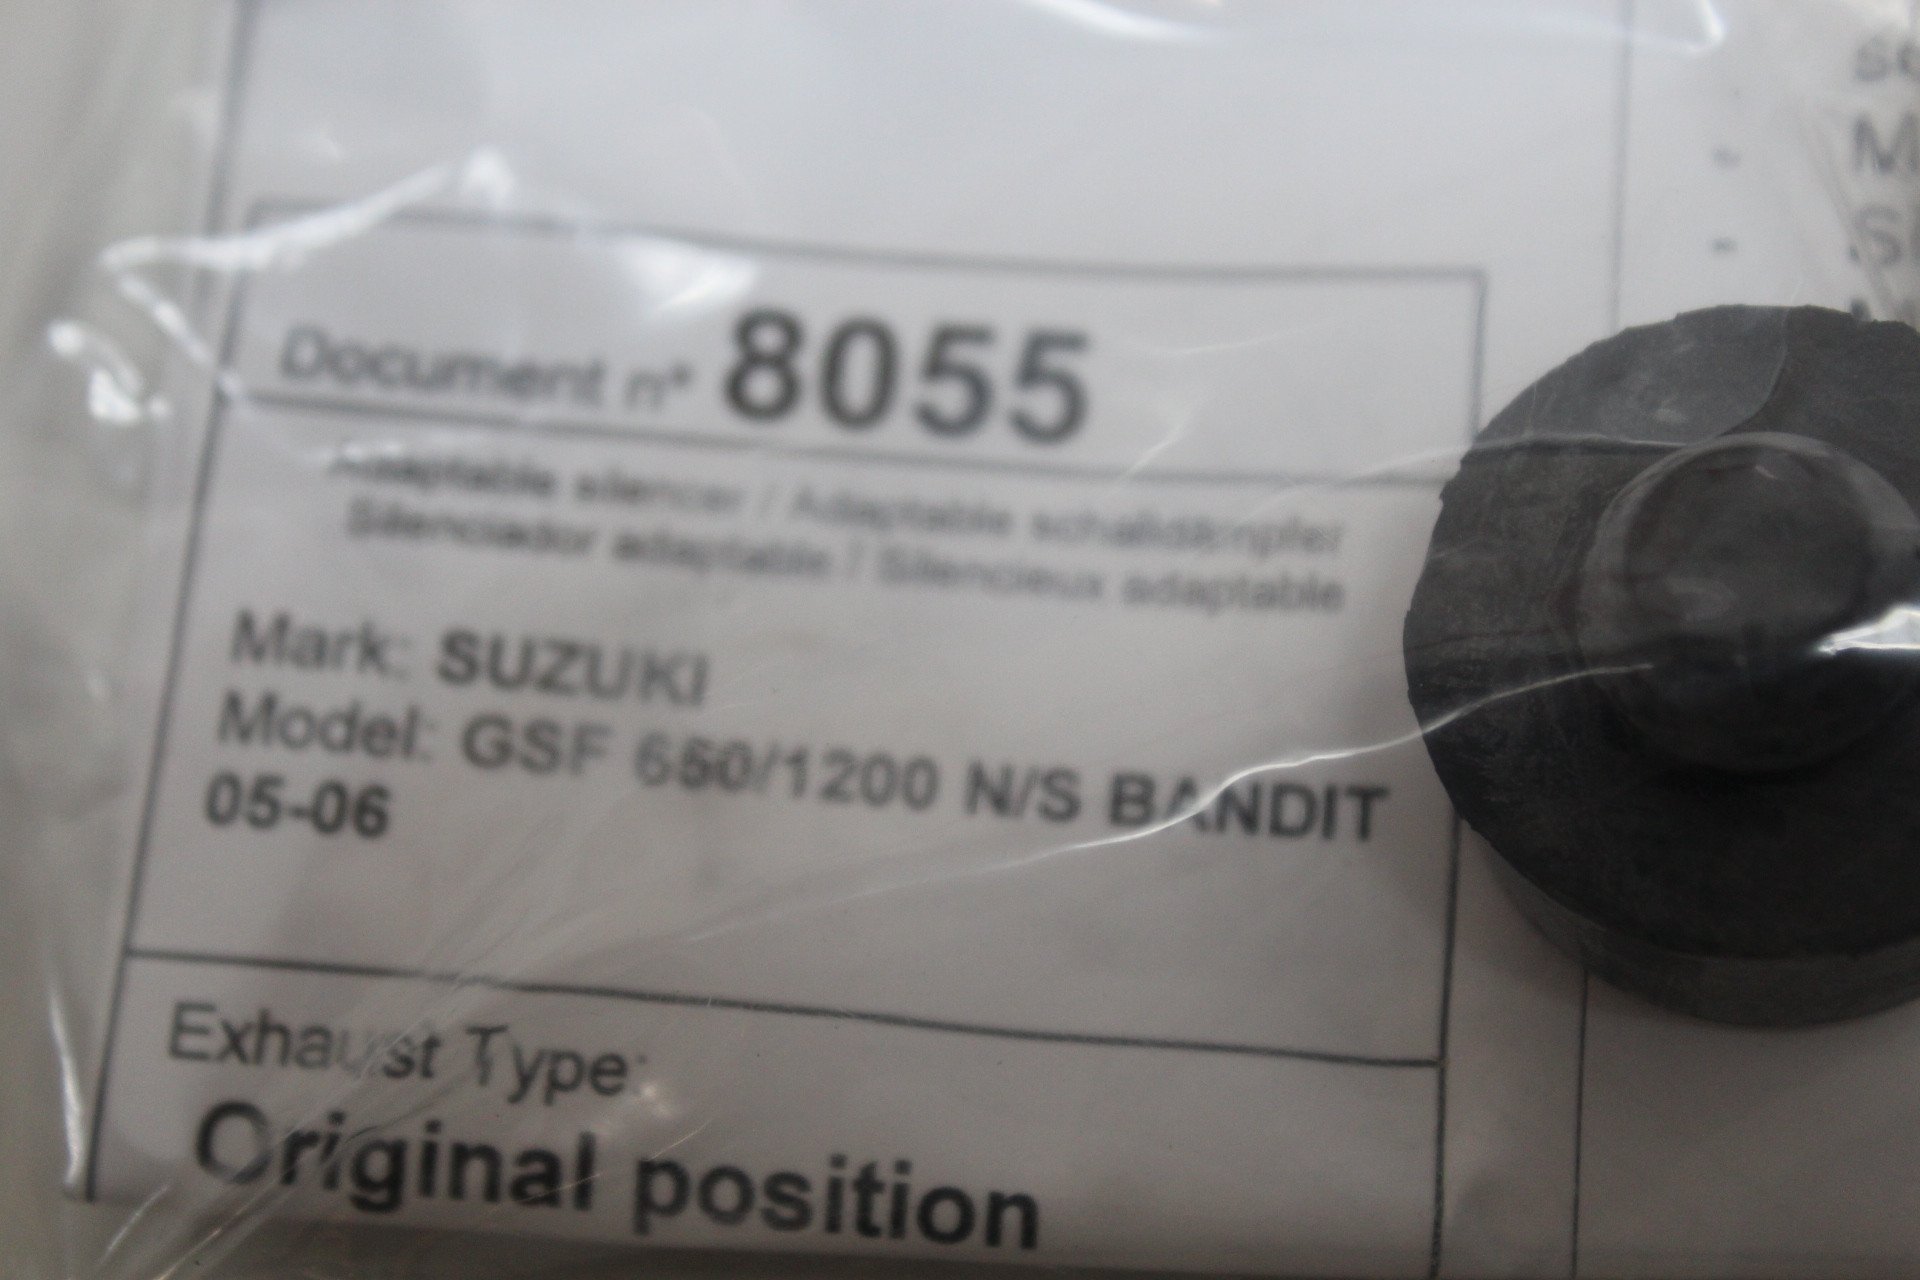 Document n° 8055
Adaptable silencer / Adaptable schalldämpfer
Silenciador adaptable / Silencieux adaptable
Mark: SUZUKI
Model: GSF 650/1200 N/S BANDIT
05-06
Exhaust Type:
Original position